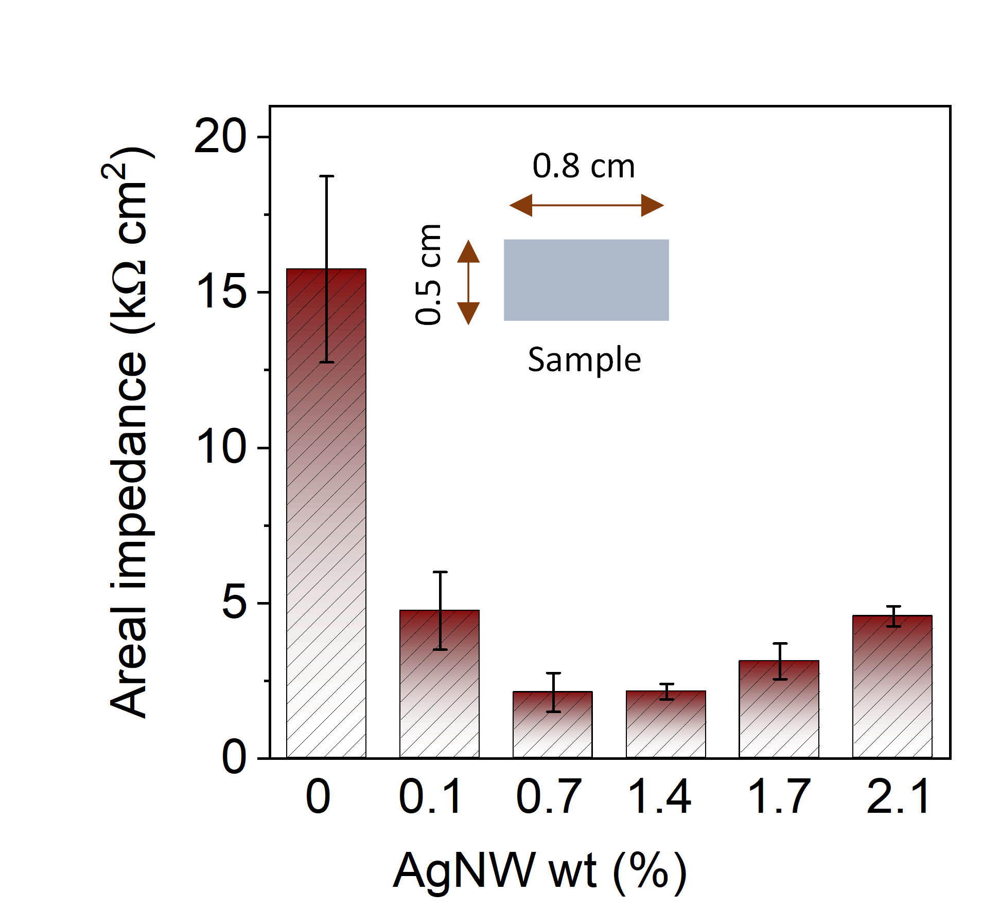 Areal impedance (kΩ cm²)
20
15
10
5
0
0.8 cm
0.5 cm
Sample
0 0.1 0.7 1.4 1.7 2.1
AgNW wt (%)